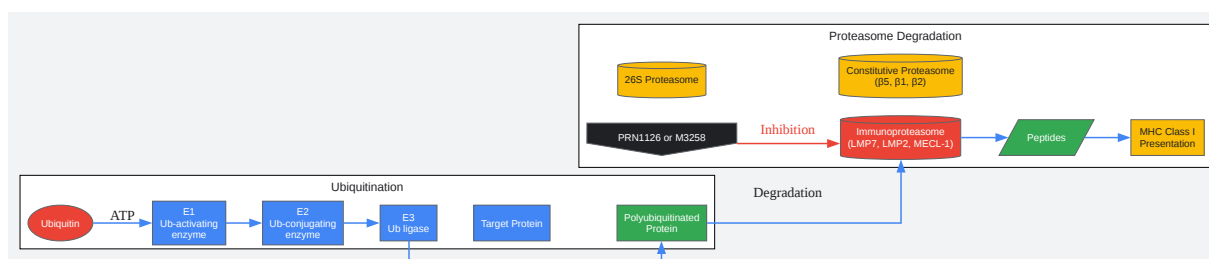 Proteasome Degradation
26S Proteasome
Constitutive Proteasome
(β5, β1, β2)
PRN1126 or M3258
Inhibition
Immunoproteasome
(LMP7, LMP2, MECL-1)
Peptides
MHC Class I
Presentation
Ubiquitination
Degradation
Ubiquitin
ATP
E1
Ub-activating
enzyme
E2
Ub-conjugating
enzyme
E3
Ub ligase
Target Protein
Polyubiquitinated
Protein